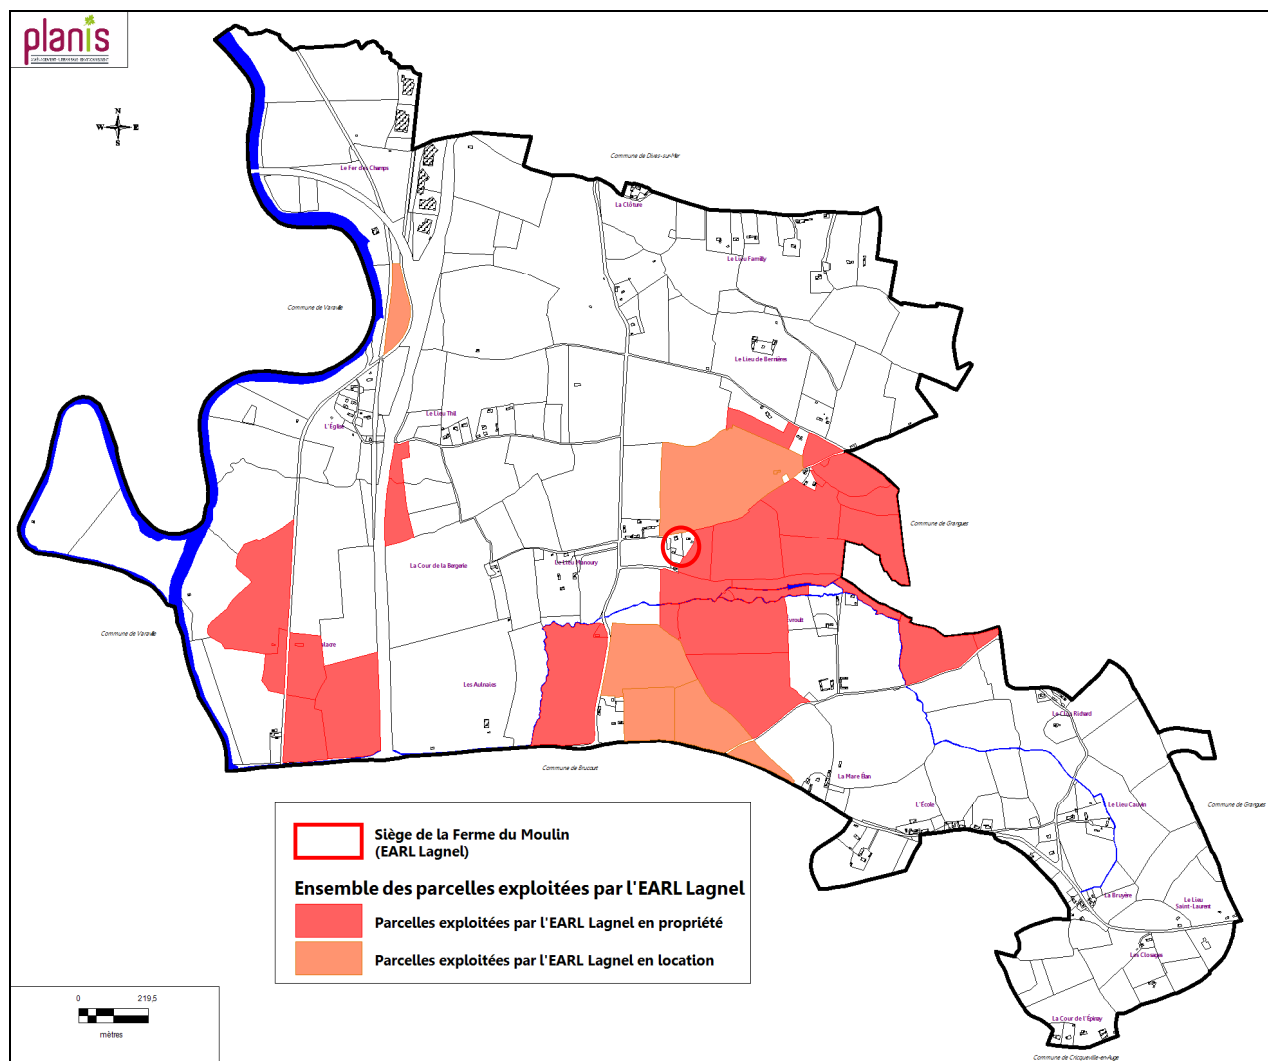 planis
N
W E
S
Commune de Dives-sur-Mer
Le Fer des Champs
La Clôture
Le Lieu Familly
Commune de Varaville
Le Lieu de Bernières
Le Lieu Thil
L'Église
Commune de Grangues
La Cour de la Bergerie
Le Lieu Manoury
Commune de Varaville
Les Aulnaies
Le Clos Richard
Commune de Brucourt
La Mare Élan
L'École
Le Lieu Cauvin
Commune de Grangues
La Bruyère
Le Lieu
Saint-Laurent
Les Closages
La Cour de l'Épinay
Commune de Cricqueville-en-Auge
Siège de la Ferme du Moulin
(EARL Lagnel)
Ensemble des parcelles exploitées par l'EARL Lagnel
Parcelles exploitées par l'EARL Lagnel en propriété
Parcelles exploitées par l'EARL Lagnel en location
0 219,5
mètres